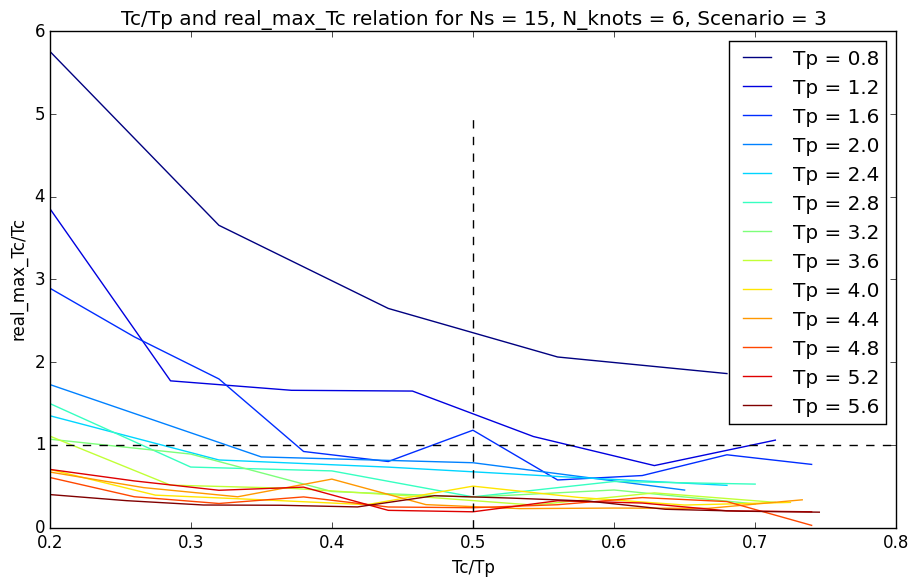 Tc/Tp and real_max_Tc relation for Ns = 15, N_knots = 6, Scenario = 3
6
5
4
3
2
1
0
real_max_Tc/Tc
Tp = 0.8
Tp = 1.2
Tp = 1.6
Tp = 2.0
Tp = 2.4
Tp = 2.8
Tp = 3.2
Tp = 3.6
Tp = 4.0
Tp = 4.4
Tp = 4.8
Tp = 5.2
Tp = 5.6
0.2 0.3 0.4 0.5 0.6 0.7 0.8
Tc/Tp